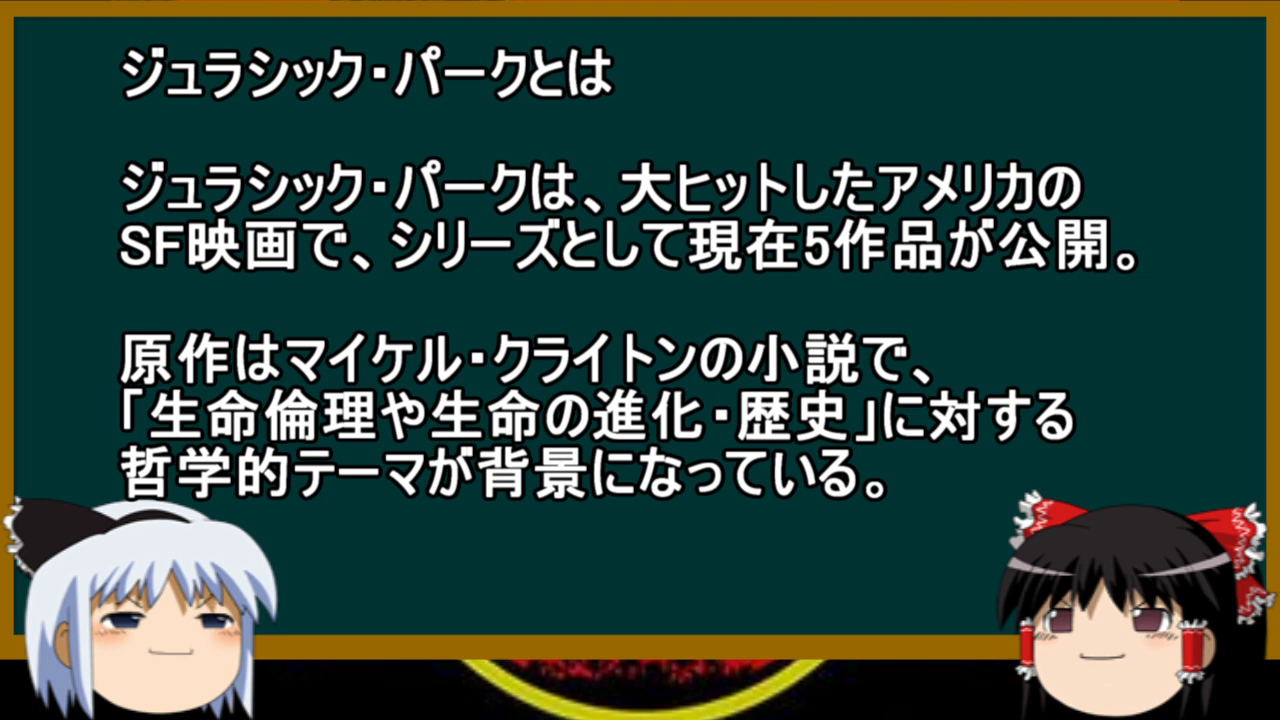 ジュラシック・パークとは
ジュラシック・パークは、大ヒットしたアメリカの
SF映画で、シリーズとして現在5作品が公開。
原作はマイケル・クライトンの小説で、
「生命倫理や生命の進化・歴史」に対する
哲学的テーマが背景になっている。